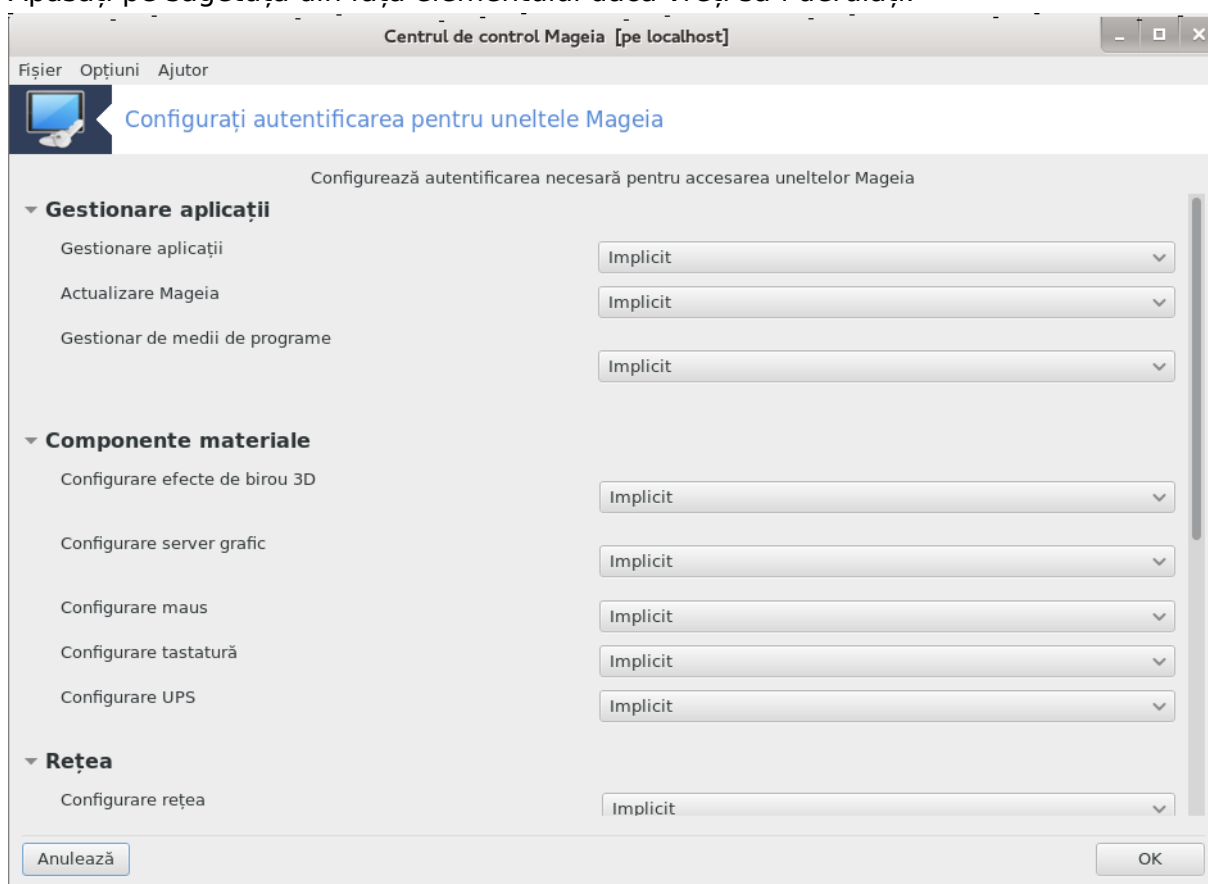 Centrul de control Mageia [pe localhost]
Fișier Opțiuni Ajutor
Configurați autentificarea pentru uneltele Mageia
Configurează autentificarea necesară pentru accesarea uneltelor Mageia
Gestionare aplicații
Gestionare aplicații Implicit
Actualizare Mageia Implicit
Gestionar de medii de programe Implicit
Componente materiale
Configurare efecte de birou 3D Implicit
Configurare server grafic Implicit
Configurare maus Implicit
Configurare tastatură Implicit
Configurare UPS Implicit
Rețea
Configurare rețea Implicit
Anulează OK